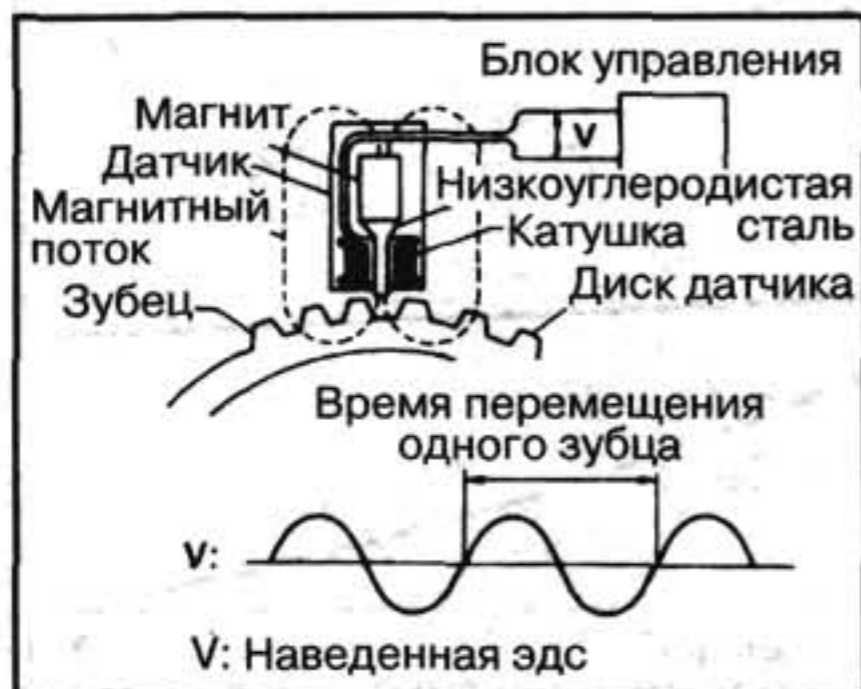 Блок управления
Магнит
V
Датчик
Низкоуглеродистая
сталь
Магнитный
поток
Катушка
Зубец
Диск датчика
Время перемещения
одного зубца
V:
V: Наведенная эдс